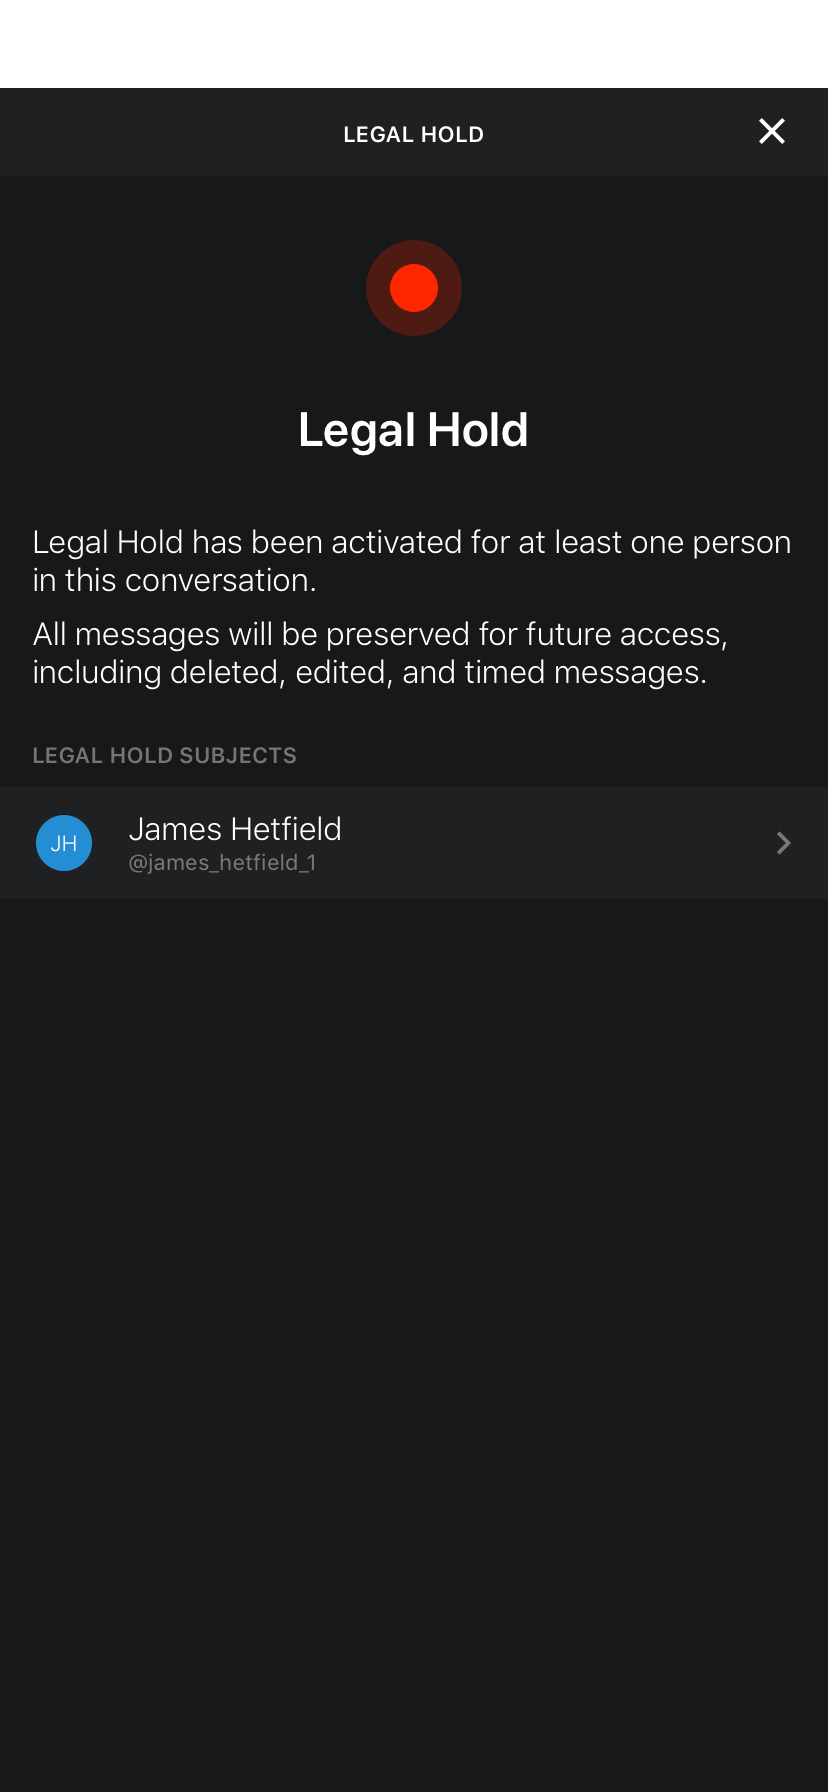 LEGAL HOLD
Legal Hold
Legal Hold has been activated for at least one person
in this conversation.
All messages will be preserved for future access,
including deleted, edited, and timed messages.
LEGAL HOLD SUBJECTS
JH
James Hetfield
@james_hetfield_1